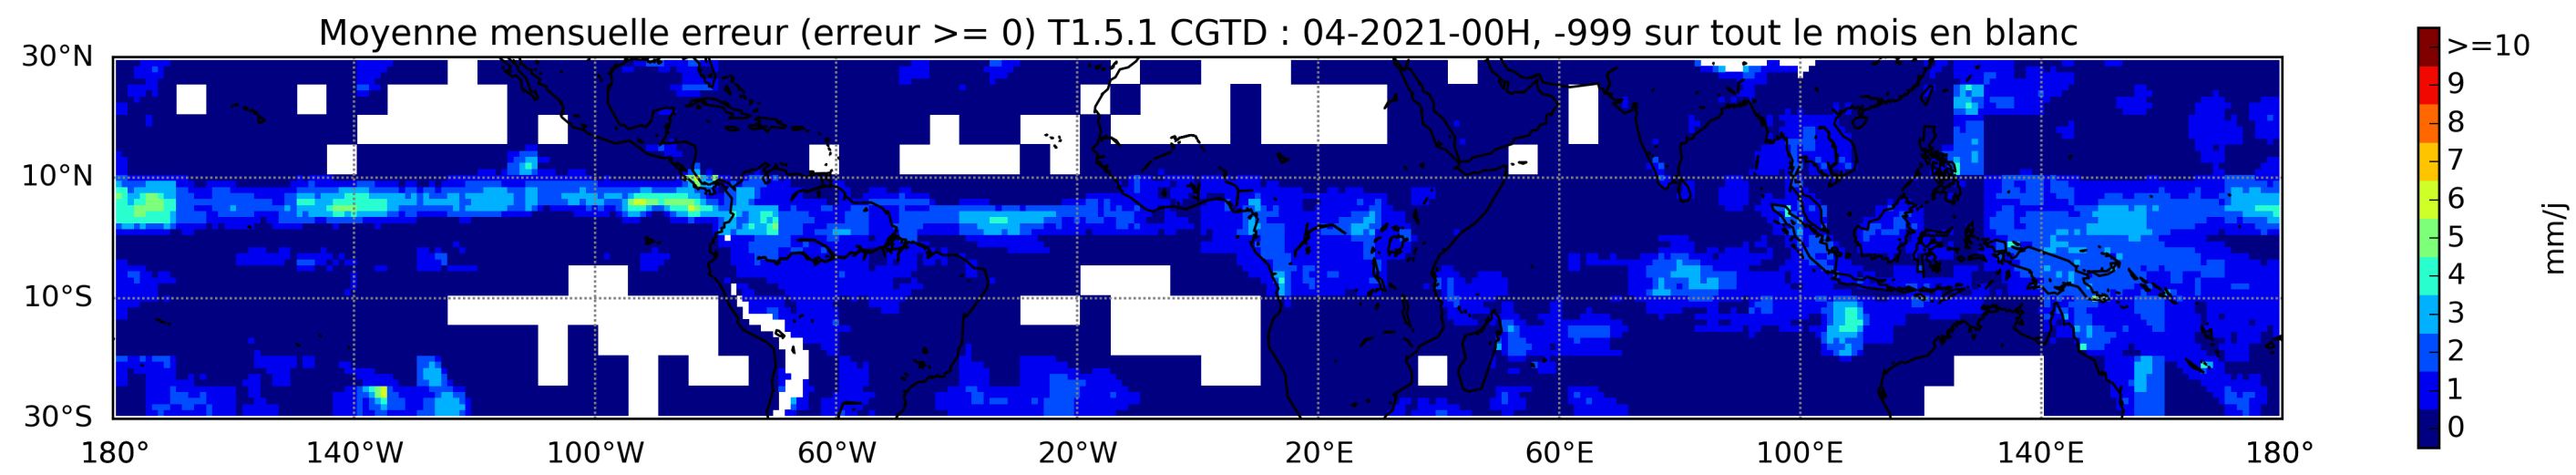 Moyenne mensuelle erreur (erreur >= 0) T1.5.1 CGTD : 04-2021-00H, -999 sur tout le mois en blanc
30°N
10°N
10°S
30°S
180° 140°W 100°W 60°W 20°W 20°E 60°E 100°E 140°E 180°
>=10
9
8
7
6
5
4
3
2
1
0
mm/j